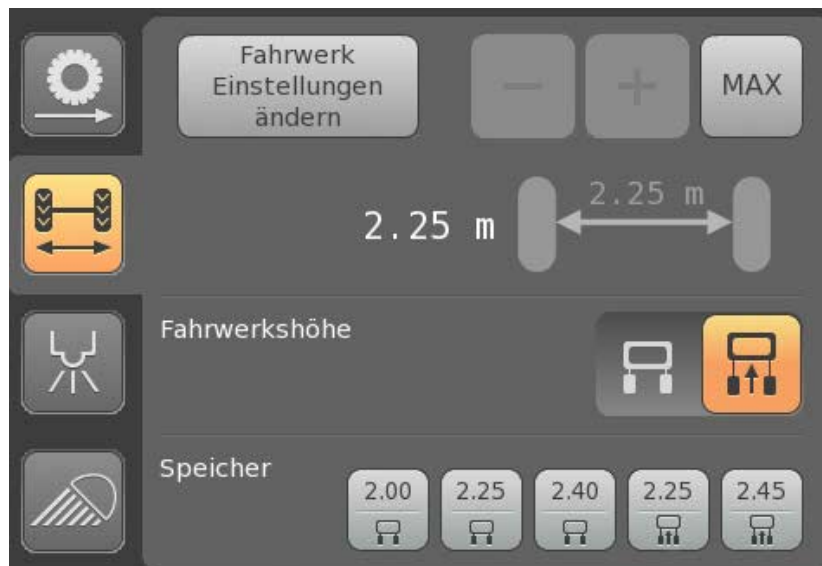 Fahrwerk
Einstellungen
ändern
− + MAX
2.25 m
2.25 m
Fahrwerkshöhe
Speicher
2.00 2.25 2.40 2.25 2.45